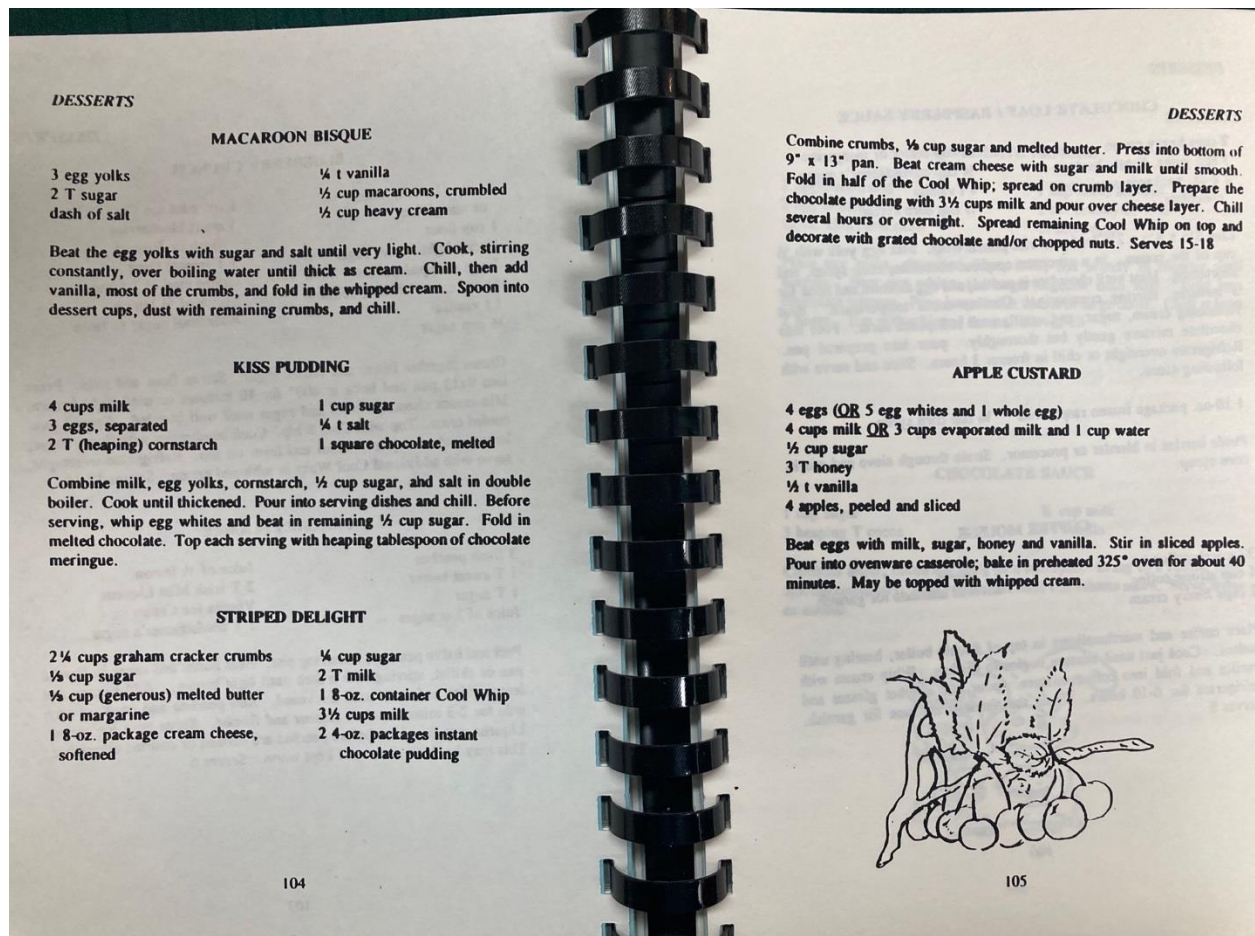 DESSERTS
MACAROON BISQUE
3 egg yolks
2 T sugar
dash of salt
¼ t vanilla
½ cup macaroons, crumbled
½ cup heavy cream
Beat the egg yolks with sugar and salt until very light. Cook, stirring
constantly, over boiling water until thick as cream. Chill, then add
vanilla, most of the crumbs, and fold in the whipped cream. Spoon into
dessert cups, dust with remaining crumbs, and chill.
KISS PUDDING
4 cups milk
3 eggs, separated
2 T (heaping) cornstarch
1 cup sugar
¼ t salt
1 square chocolate, melted
Combine milk, egg yolks, cornstarch, ½ cup sugar, ahd salt in double
boiler. Cook until thickened. Pour into serving dishes and chill. Before
serving, whip egg whites and beat in remaining ½ cup sugar. Fold in
melted chocolate. Top each serving with heaping tablespoon of chocolate
meringue.
STRIPED DELIGHT
2¼ cups graham cracker crumbs
⅓ cup sugar
⅓ cup (generous) melted butter
or margarine
1 8-oz. package cream cheese,
softened
¼ cup sugar
2 T milk
1 8-oz. container Cool Whip
3½ cups milk
2 4-oz. packages instant
chocolate pudding
104
DESSERTS
Combine crumbs, ⅓ cup sugar and melted butter. Press into bottom of
9" x 13" pan. Beat cream cheese with sugar and milk until smooth.
Fold in half of the Cool Whip; spread on crumb layer. Prepare the
chocolate pudding with 3½ cups milk and pour over cheese layer. Chill
several hours or overnight. Spread remaining Cool Whip on top and
decorate with grated chocolate and/or chopped nuts. Serves 15-18
APPLE CUSTARD
4 eggs (OR 5 egg whites and 1 whole egg)
4 cups milk OR 3 cups evaporated milk and 1 cup water
½ cup sugar
3 T honey
½ t vanilla
4 apples, peeled and sliced
Beat eggs with milk, sugar, honey and vanilla. Stir in sliced apples.
Pour into ovenware casserole; bake in preheated 325° oven for about 40
minutes. May be topped with whipped cream.
105